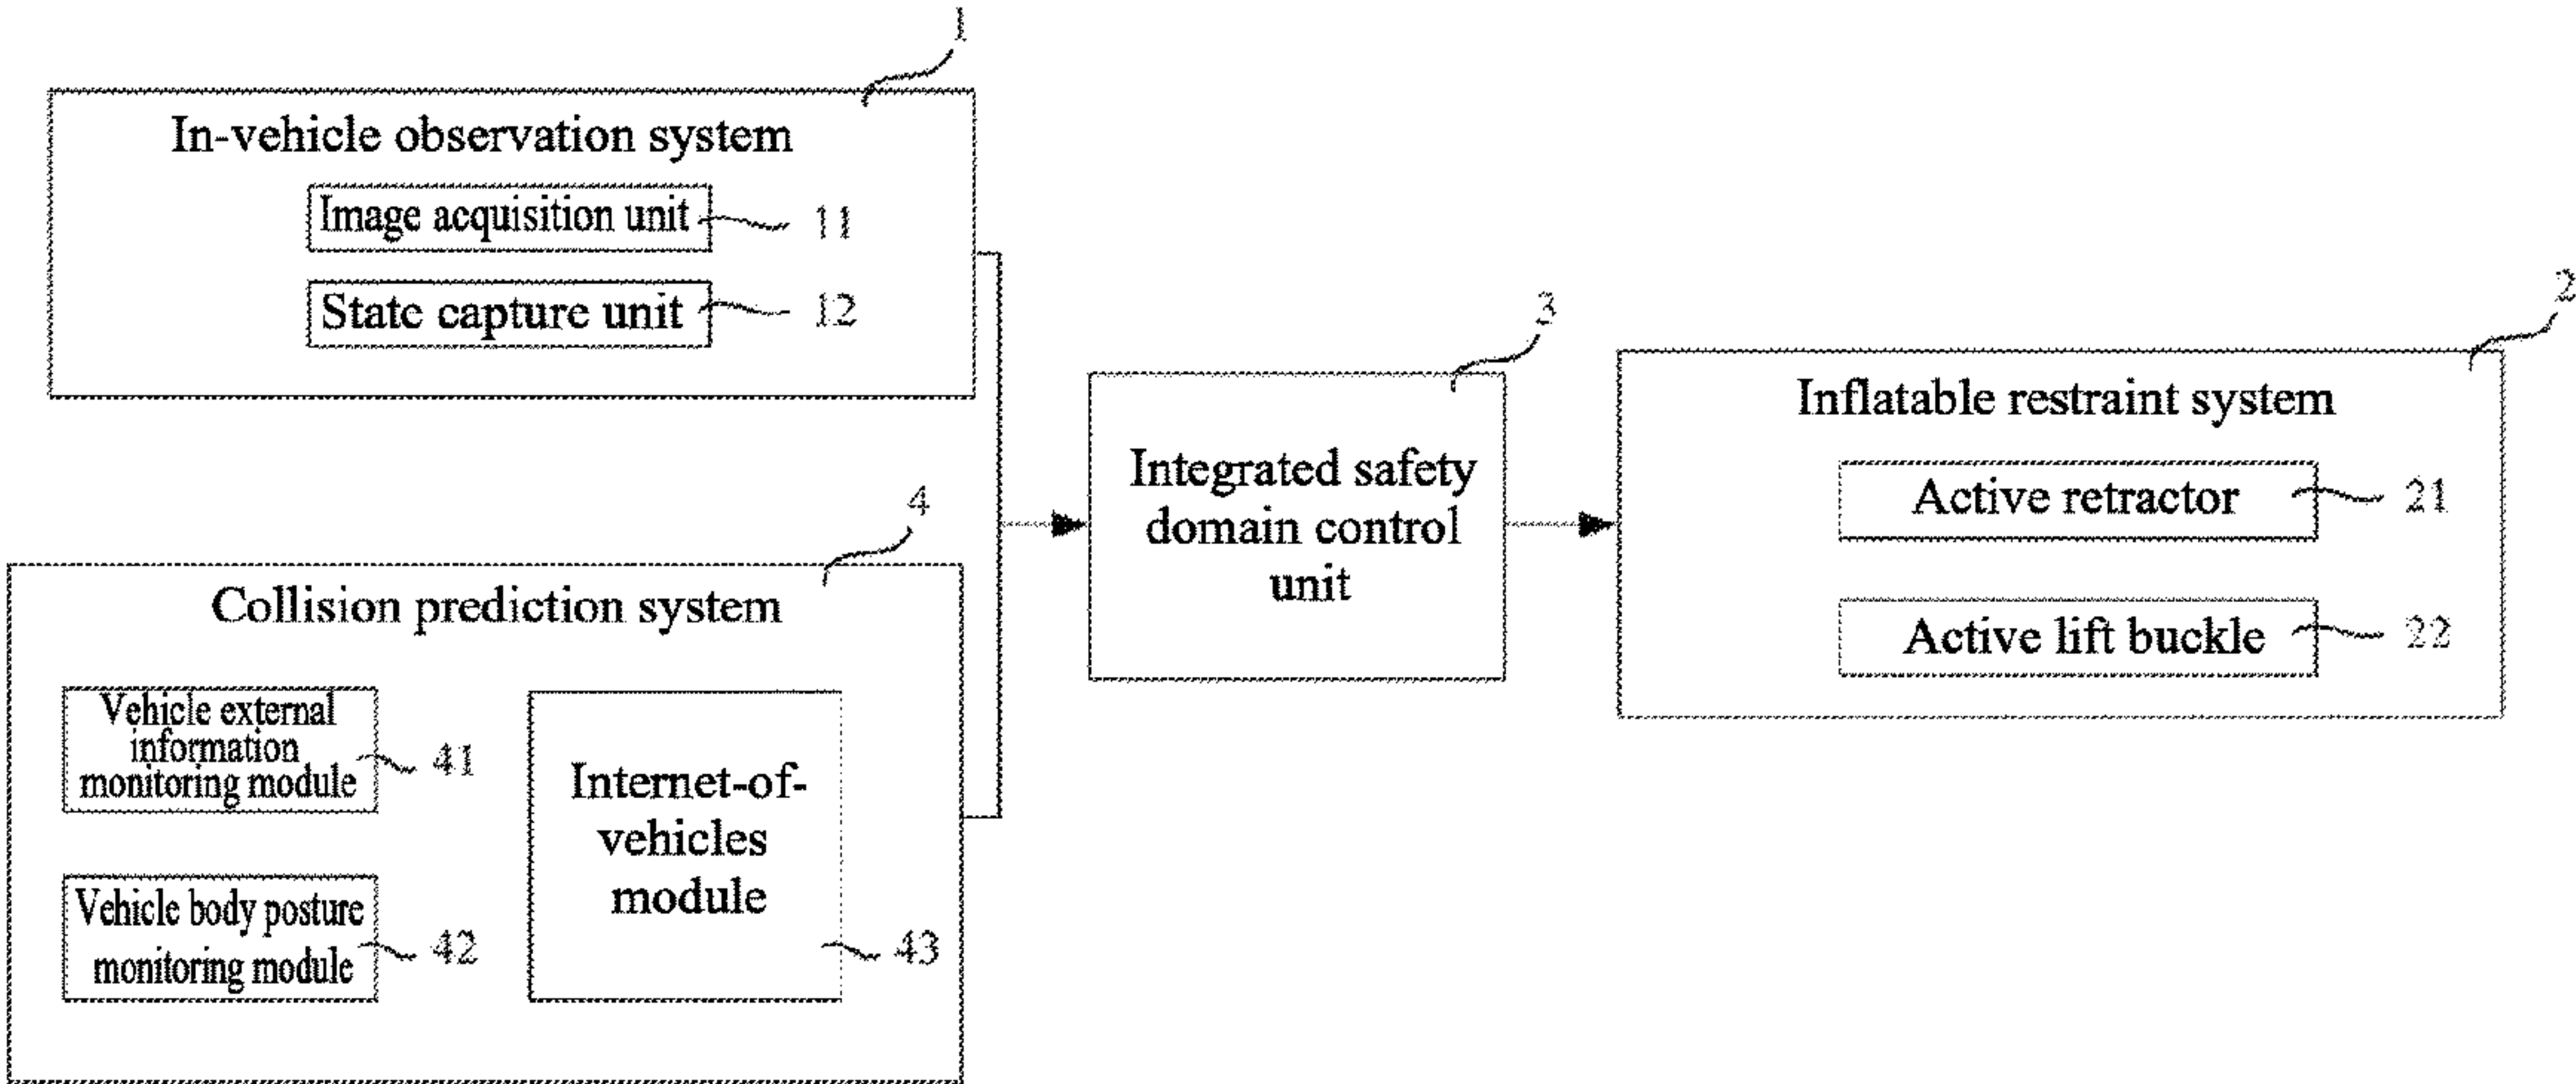 1
In-vehicle observation system
Image acquisition unit
11
State capture unit
12
4
Collision prediction system
Vehicle external
information
monitoring module
41
Vehicle body posture
monitoring module
42
Internet-of-
vehicles
module
43
3
Integrated safety
domain control
unit
2
Inflatable restraint system
Active retractor
21
Active lift buckle
22